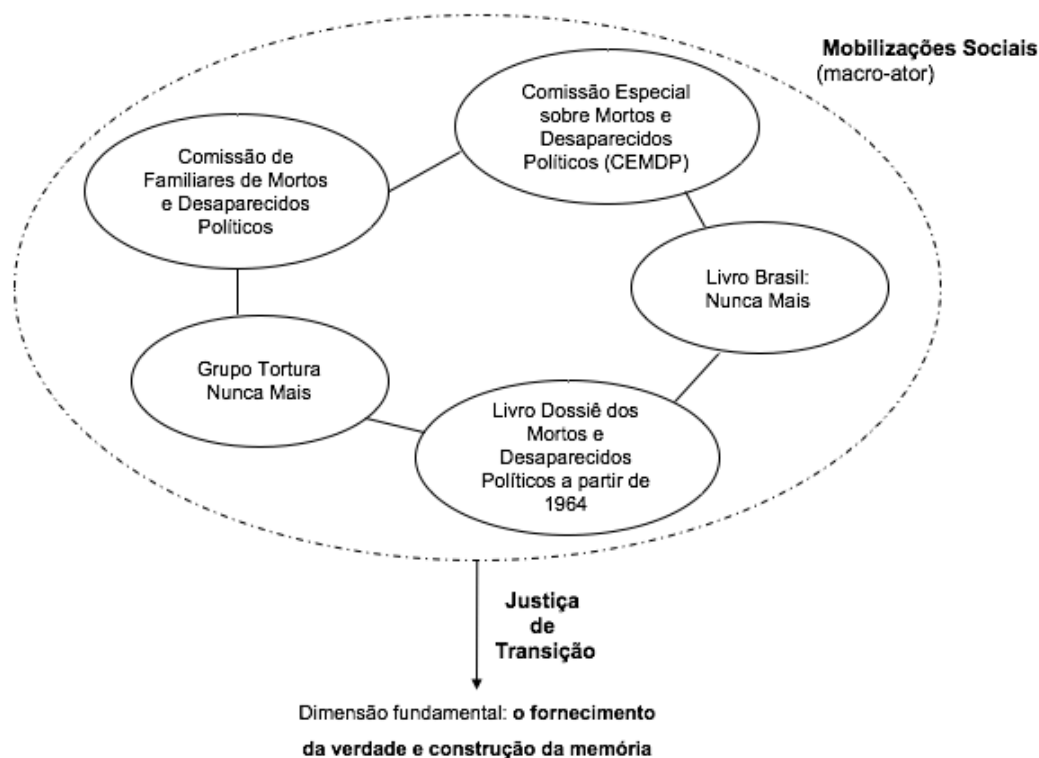 Mobilizações Sociais
(macro-ator)
Comissão Especial
sobre Mortos e
Desaparecidos
Políticos (CEMDP)
Comissão de
Familiares de Mortos
e Desaparecidos
Políticos
Livro Brasil:
Nunca Mais
Grupo Tortura
Nunca Mais
Livro Dossiê dos
Mortos e
Desaparecidos
Políticos a partir de
1964
Justiça
de
Transição
Dimensão fundamental: o fornecimento
da verdade e construção da memória